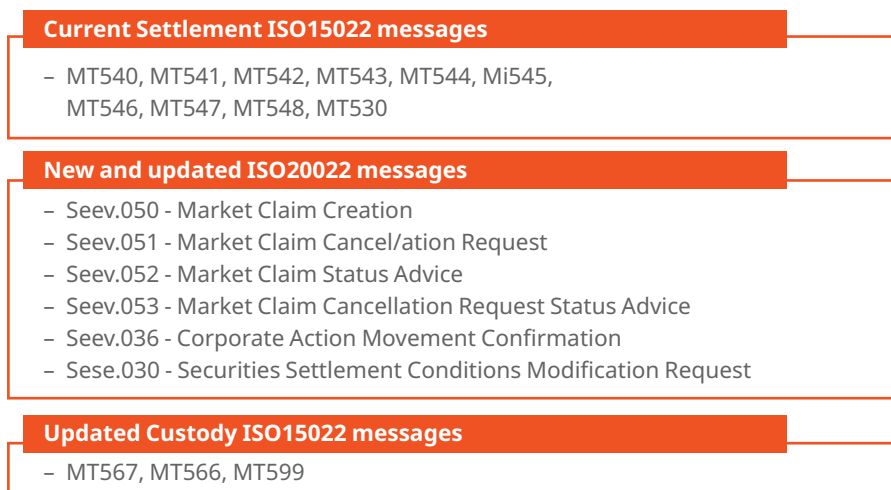 Current Settlement ISO15022 messages
– MT540, MT541, MT542, MT543, MT544, Mi545,
MT546, MT547, MT548, MT530
New and updated ISO20022 messages
– Seev.050 - Market Claim Creation
– Seev.051 - Market Claim Cancel/ation Request
– Seev.052 - Market Claim Status Advice
– Seev.053 - Market Claim Cancellation Request Status Advice
– Seev.036 - Corporate Action Movement Confirmation
– Sese.030 - Securities Settlement Conditions Modification Request
Updated Custody ISO15022 messages
– MT567, MT566, MT599